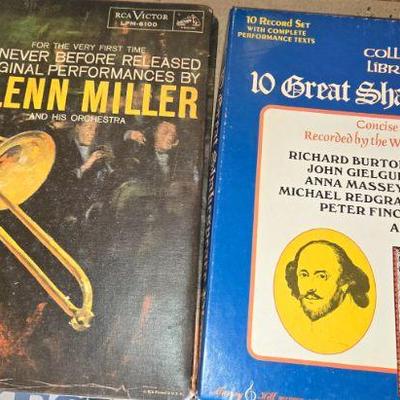 RCA VICTOR
LPM-6100
FOR THE VERY FIRST TIME
NEVER BEFORE RELEASED
GINAL PERFORMANCES BY
LENN MILLER
AND HIS ORCHESTRA
10 RECORD SET
WITH COMPLETE
PERFORMANCE TEXTS
COLL
LIBR
10 Great Sha
Concise
Recorded by the W
RICHARD BURTO
JOHN GIELGU
ANNA MASSEY
MICHAEL REDGRA
PETER FINC
A